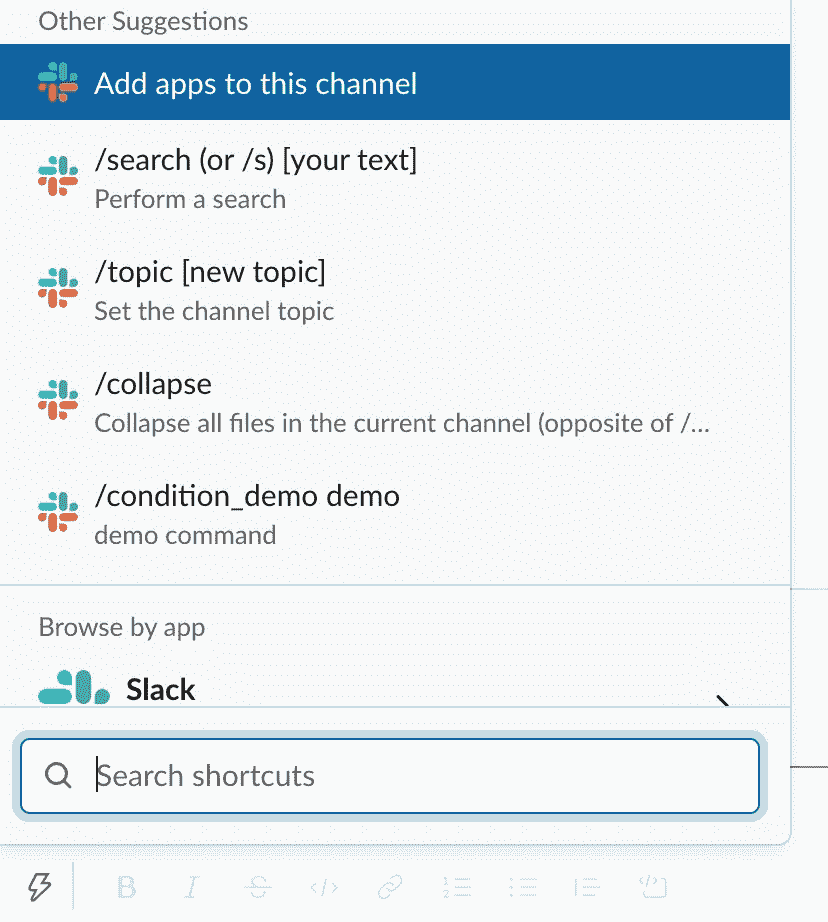 Other Suggestions
Add apps to this channel
/search (or /s) [your text]
Perform a search
/topic [new topic]
Set the channel topic
/collapse
Collapse all files in the current channel (opposite of /...
/condition_demo demo
demo command
Browse by app
Slack
Search shortcuts
B I S </>